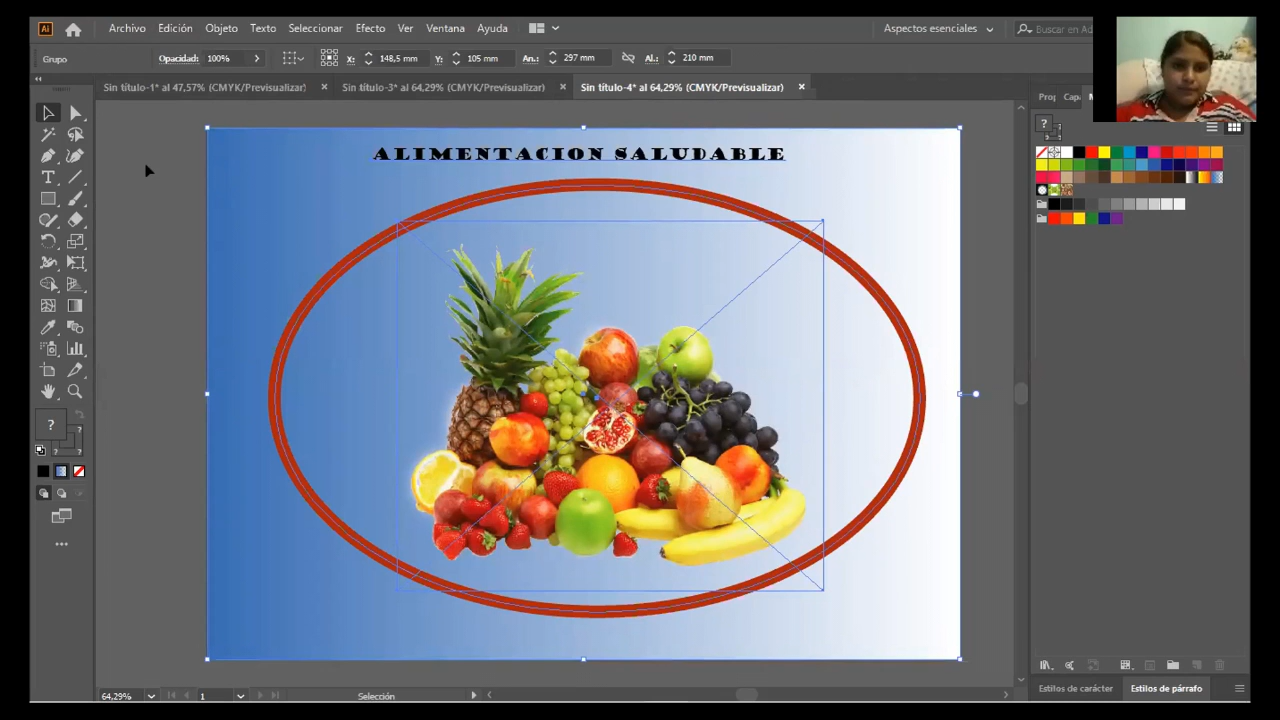 Ai Archivo Edición Objeto Texto Seleccionar Efecto Ver Ventana Ayuda Aspectos esenciales Buscar en Ad
Grupo Opacidad: 100% X: 148,5 mm Y: 105 mm An.: 297 mm Al.: 210 mm
Sin título-1* al 47,57% (CMYK/Previsualizar) × Sin título-3* al 64,29% (CMYK/Previsualizar) × Sin título-4* al 64,29% (CMYK/Previsualizar) ×
ALIMENTACION SALUDABLE
64,29% 1 Selección
Estilos de carácter Estilos de párrafo